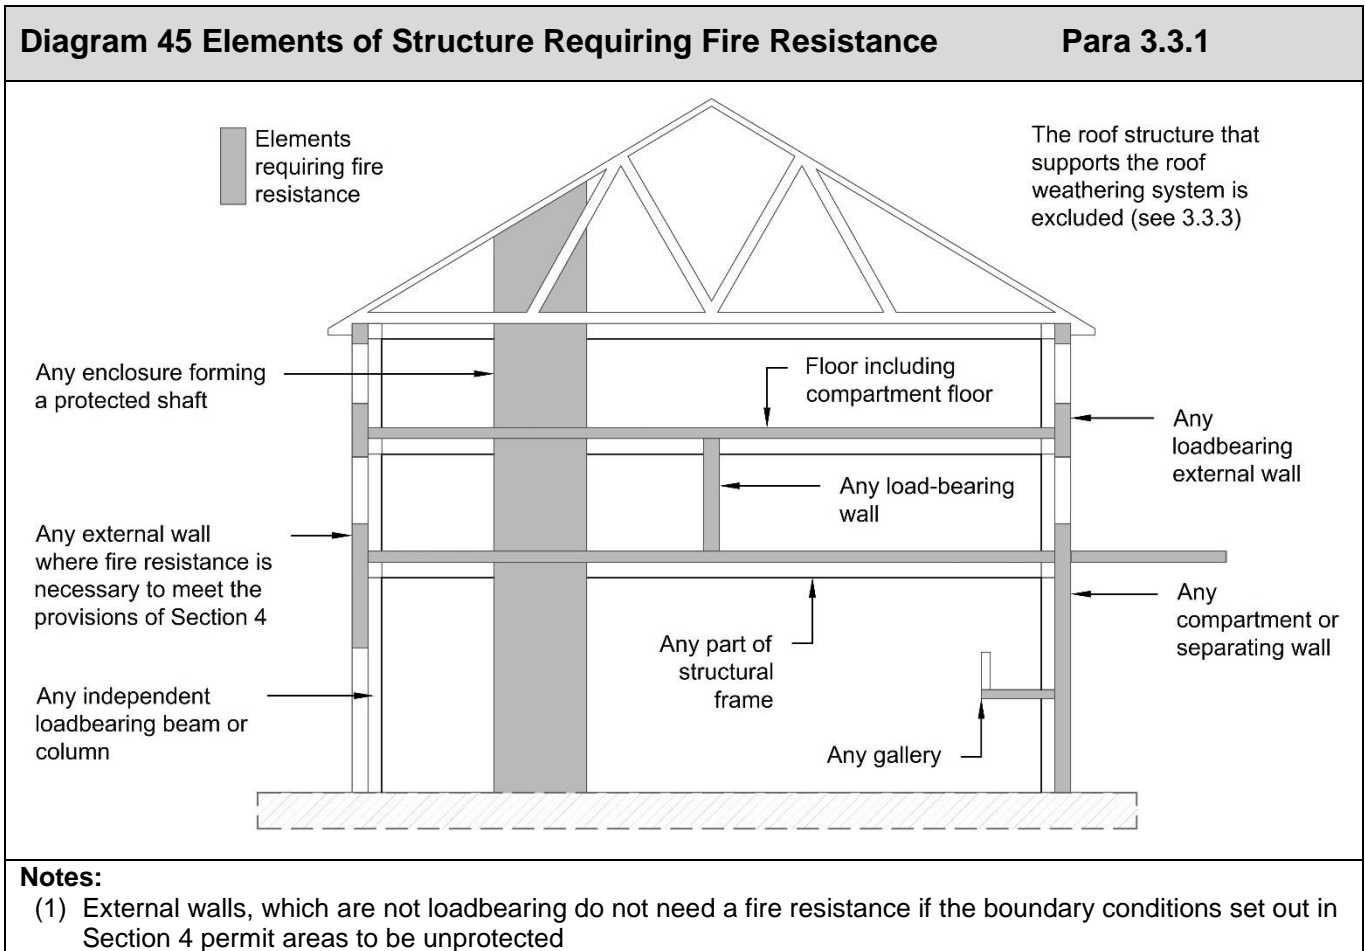 Diagram 45 Elements of Structure Requiring Fire Resistance Para 3.3.1
Elements
requiring fire
resistance
The roof structure that
supports the roof
weathering system is
excluded (see 3.3.3)
Any enclosure forming
a protected shaft
Floor including
compartment floor
Any
loadbearing
external wall
Any load-bearing
wall
Any external wall
where fire resistance is
necessary to meet the
provisions of Section 4
Any
compartment or
separating wall
Any part of
structural
frame
Any independent
loadbearing beam or
column
Any gallery
Notes:
(1) External walls, which are not loadbearing do not need a fire resistance if the boundary conditions set out in
Section 4 permit areas to be unprotected